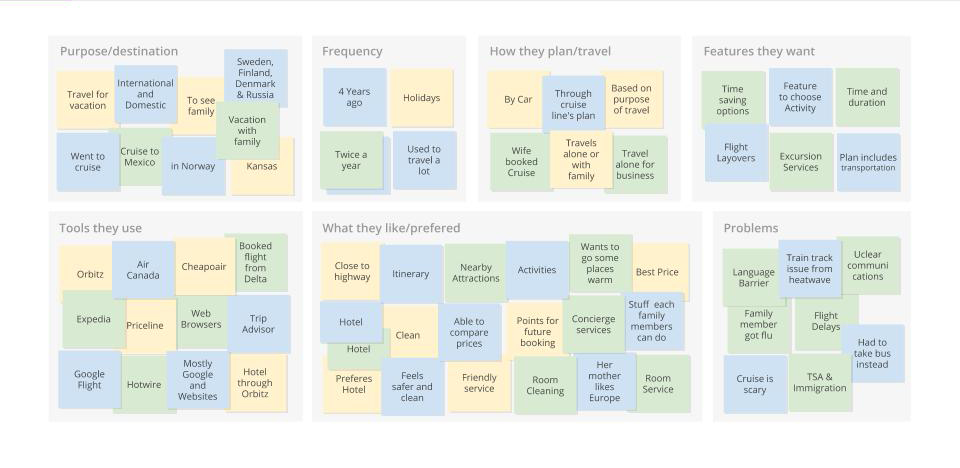 Purpose/destination
Travel for
vacation
International
and
Domestic
To see
family
Sweden,
Finland,
Denmark
& Russia
Vacation
with
family
Went to
cruise
Cruise to
Mexico
in Norway
Kansas
Frequency
4 Years
ago
Holidays
Twice a
year
Used to
travel a
lot
How they plan/travel
By Car
Through
cruise
line's plan
Based on
purpose
of travel
Wife
booked
Cruise
Travels
alone or
with
family
Travel
alone for
business
Features they want
Time
saving
options
Feature
to choose
Activity
Time and
duration
Flight
Layovers
Excursion
Services
Plan includes
transportation
Tools they use
Orbitz
Air
Canada
Cheapoair
Booked
flight
from
Delta
Expedia
Priceline
Web
Browsers
Trip
Advisor
Google
Flight
Hotwire
Mostly
Google
and
Websites
Hotel
through
Orbitz
What they like/prefered
Close to
highway
Itinerary
Nearby
Attractions
Activities
Wants to
go some
places
warm
Best Price
Hotel
Hotel
Clean
Able to
compare
prices
Points for
future
booking
Concierge
services
Stuff each
family
members
can do
Preferes
Hotel
Feels
safer and
clean
Friendly
service
Room
Cleaning
Her
mother
likes
Europe
Room
Service
Problems
Language
Barrier
Train track
issue from
heatwave
Uclear
communi
cations
Family
member
got flu
Flight
Delays
Had to
take bus
instead
Cruise is
scary
TSA &
Immigration